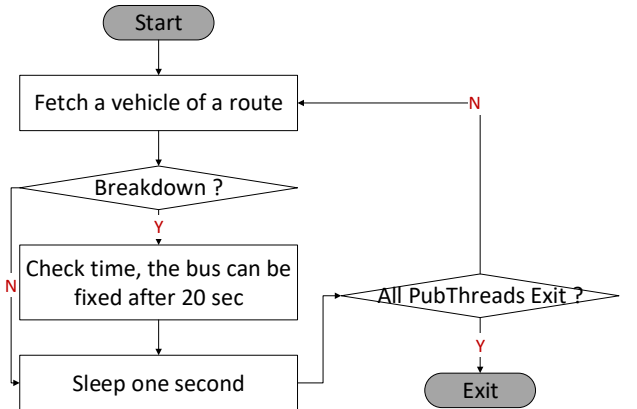 Start
Fetch a vehicle of a route
N
Breakdown ?
Y
Check time, the bus can be
fixed after 20 sec
N
All PubThreads Exit ?
Sleep one second
Y
Exit